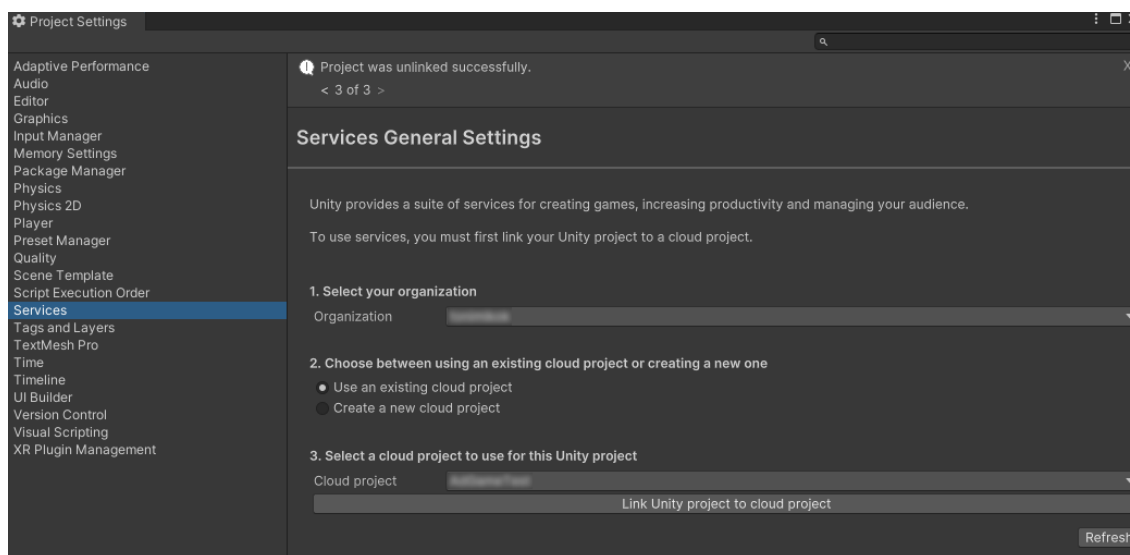 Project Settings
Adaptive Performance
Audio
Editor
Graphics
Input Manager
Memory Settings
Package Manager
Physics
Physics 2D
Player
Preset Manager
Quality
Scene Template
Script Execution Order
Services
Tags and Layers
TextMesh Pro
Time
Timeline
UI Builder
Version Control
Visual Scripting
XR Plugin Management
Project was unlinked successfully.
X
< 3 of 3 >
Services General Settings
Unity provides a suite of services for creating games, increasing productivity and managing your audience.
To use services, you must first link your Unity project to a cloud project.
1. Select your organization
Organization
2. Choose between using an existing cloud project or creating a new one
Use an existing cloud project
Create a new cloud project
3. Select a cloud project to use for this Unity project
Cloud project
Link Unity project to cloud project
Refresh